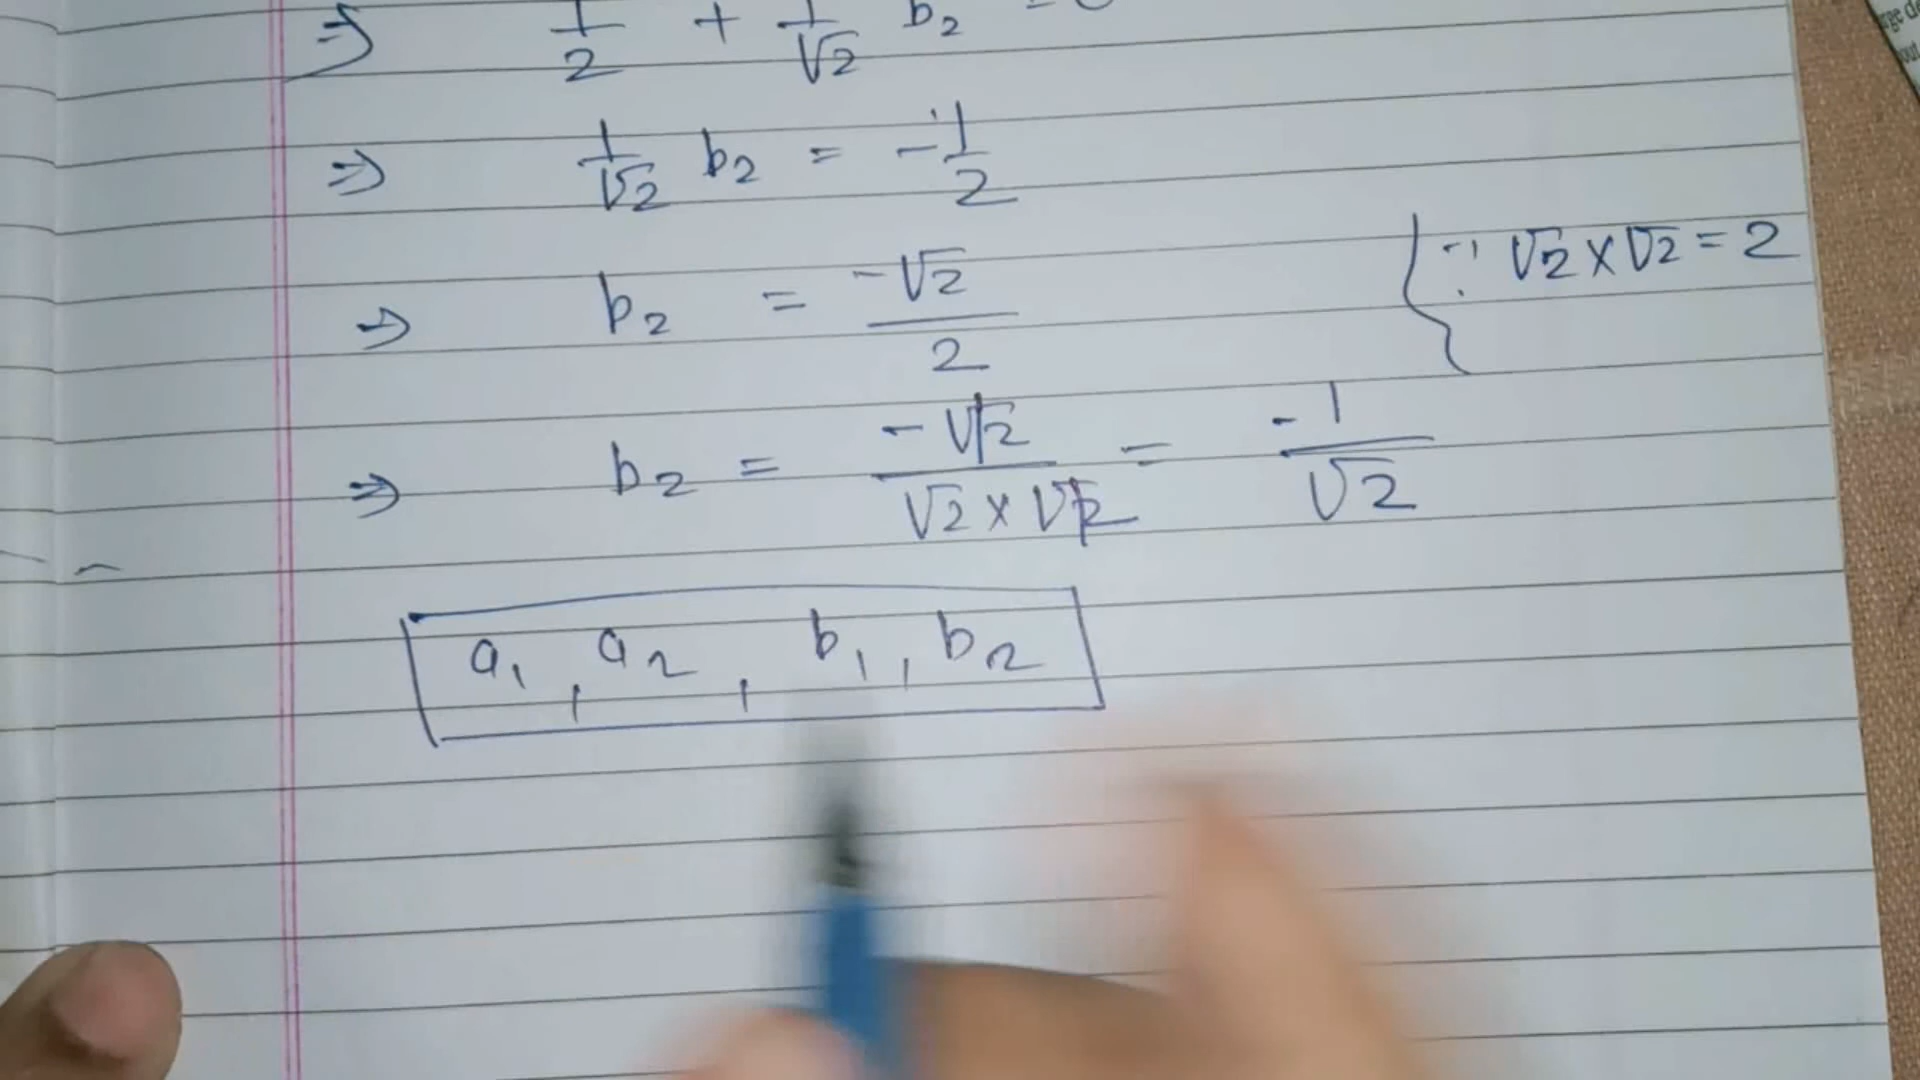 ⇒ 1/2 + 1/√2 b₂ =
⇒ 1/√2 b₂ = -1/2
⇒ b₂ = -√2/2 { ∵ √2 × √2 = 2
⇒ b₂ = -√2/(√2 × √2) = -1/√2
a₁, a₂, b₁, b₂